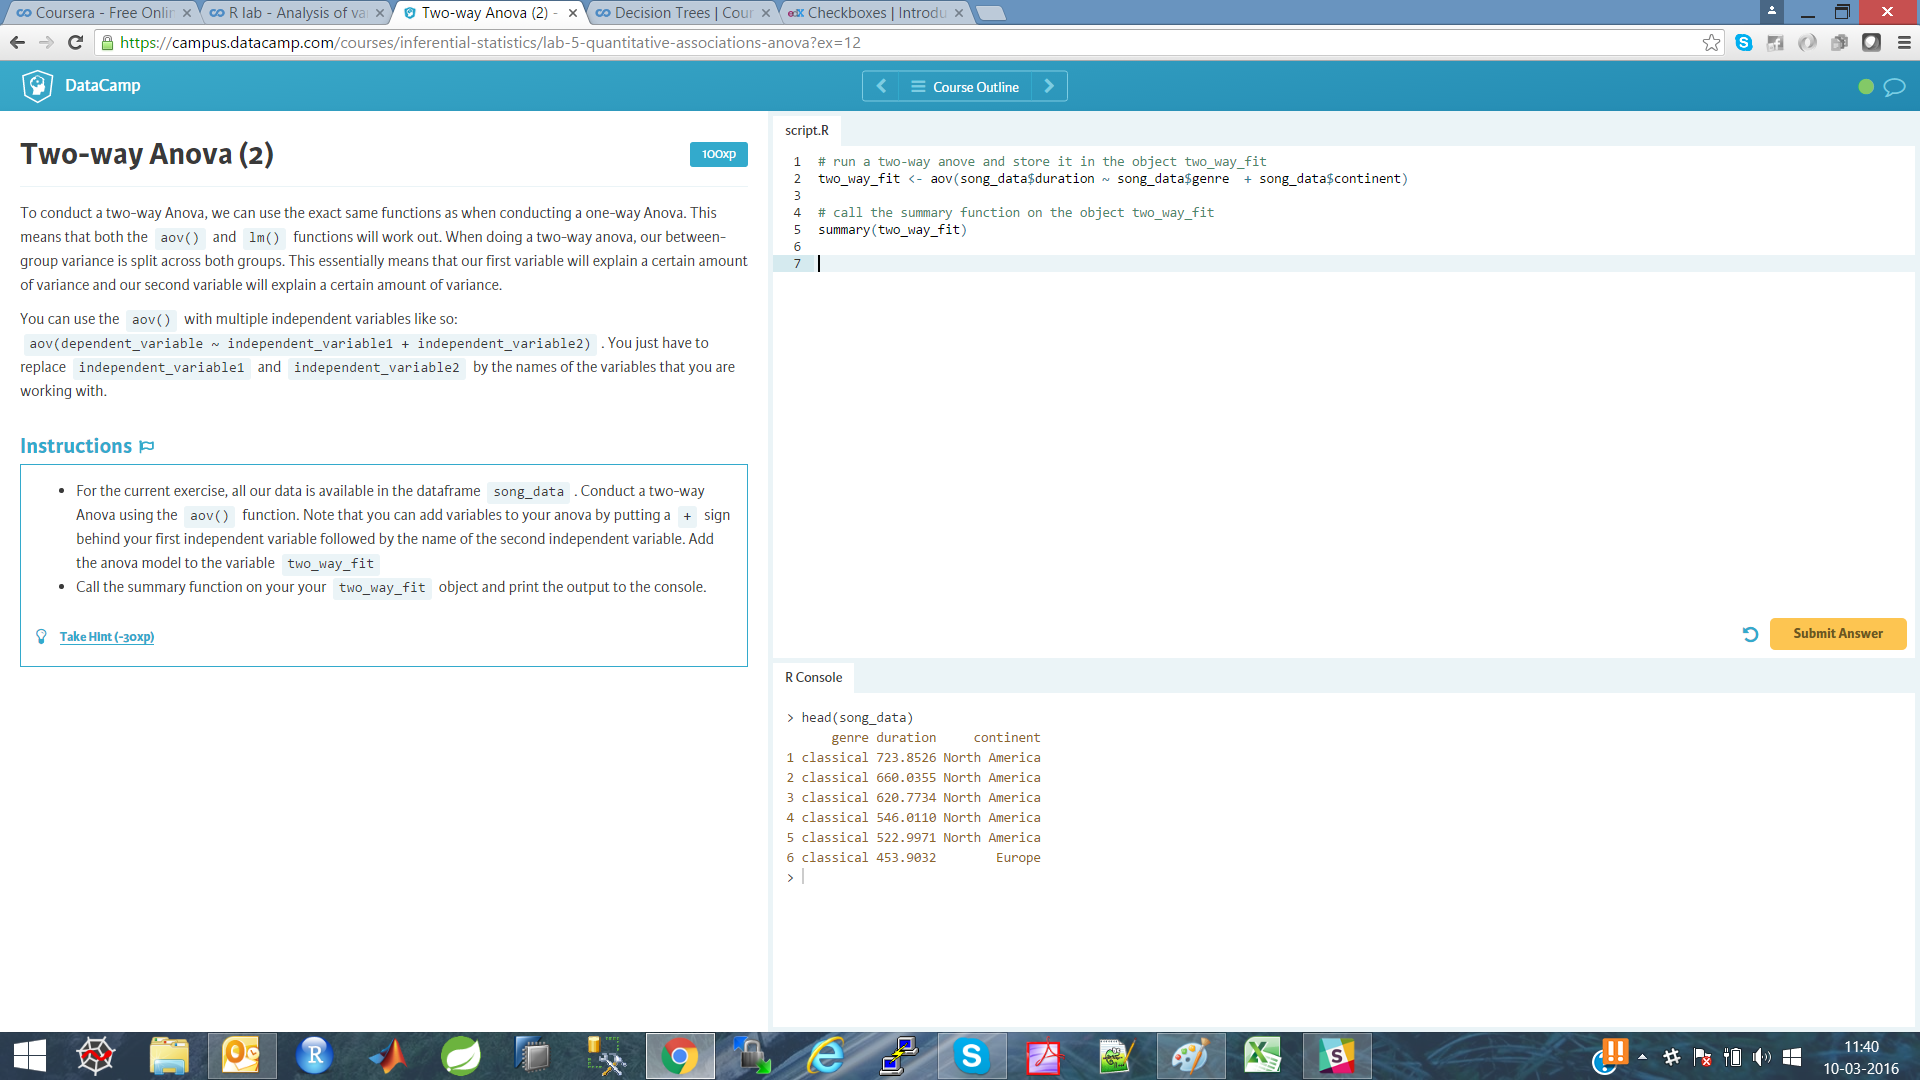 Coursera - Free Onlin
R lab - Analysis of va
Two-way Anova (2) -
Decision Trees | Cour
edX Checkboxes | Introdu
https://campus.datacamp.com/courses/inferential-statistics/lab-5-quantitative-associations-anova?ex=12
DataCamp
Course Outline
Two-way Anova (2)
100xp
To conduct a two-way Anova, we can use the exact same functions as when conducting a one-way Anova. This
means that both the aov() and lm() functions will work out. When doing a two-way anova, our between-
group variance is split across both groups. This essentially means that our first variable will explain a certain amount
of variance and our second variable will explain a certain amount of variance.
You can use the aov() with multiple independent variables like so:
aov(dependent_variable ~ independent_variable1 + independent_variable2) . You just have to
replace independent_variable1 and independent_variable2 by the names of the variables that you are
working with.
Instructions
• For the current exercise, all our data is available in the dataframe song_data . Conduct a two-way
Anova using the aov() function. Note that you can add variables to your anova by putting a + sign
behind your first independent variable followed by the name of the second independent variable. Add
the anova model to the variable two_way_fit
• Call the summary function on your your two_way_fit object and print the output to the console.
Take Hint (-30xp)
script.R
1 # run a two-way anove and store it in the object two_way_fit
2 two_way_fit <- aov(song_data$duration ~ song_data$genre  + song_data$continent)
3
4 # call the summary function on the object two_way_fit
5 summary(two_way_fit)
6
7
Submit Answer
R Console
> head(song_data)
genre duration continent
1 classical 723.8526 North America
2 classical 660.0355 North America
3 classical 620.7734 North America
4 classical 546.0110 North America
5 classical 522.9971 North America
6 classical 453.9032 Europe
>
11:40
10-03-2016